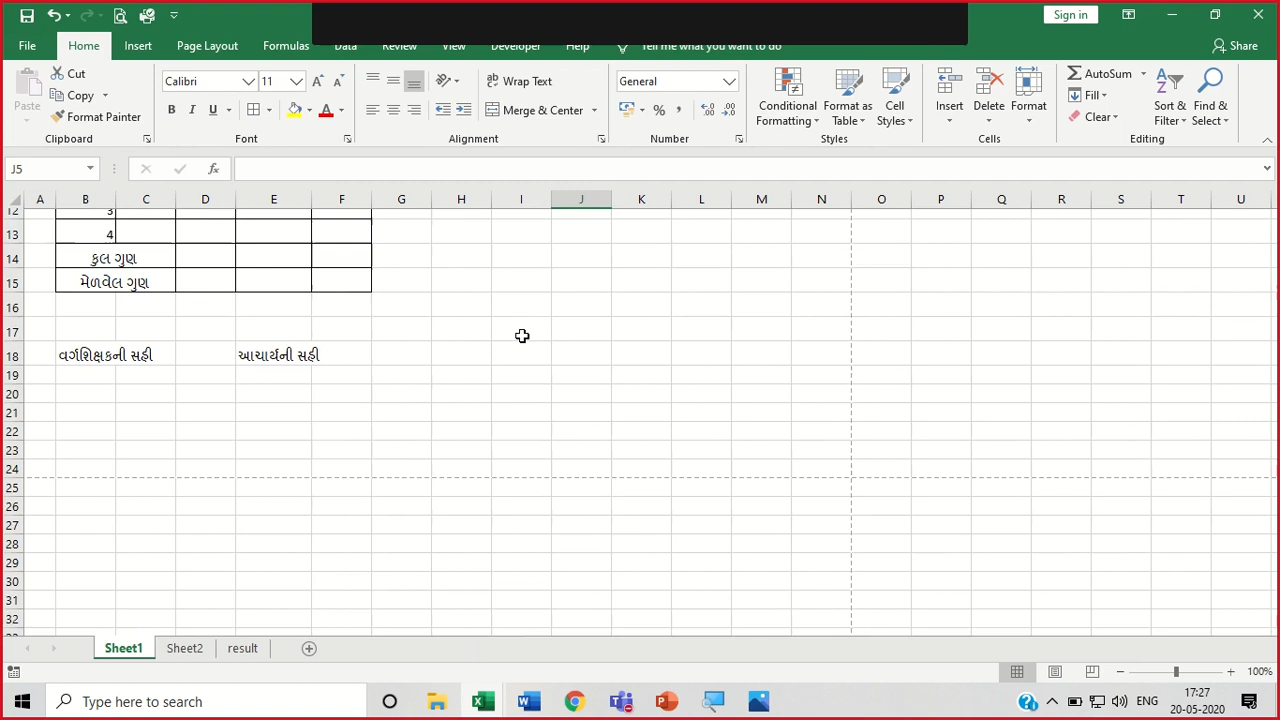 Sign in
File Home Insert Page Layout Formulas Data Review View Developer Help Tell me what you want to do Share
Cut
Copy
Format Painter
Paste
Clipboard
Calibri 11
B I U
Font
Wrap Text
Merge & Center
Alignment
General
Number
Conditional Formatting
Format as Table
Cell Styles
Styles
Insert Delete Format
Cells
AutoSum
Fill
Clear
Sort & Filter
Find & Select
Editing
J5 fx
A B C D E F G H I J K L M N O P Q R S T U
12 3
13 4
14 કુલ ગુણ
15 મેળવેલ ગુણ
16
17
18 વર્ગશિક્ષકની સહી આચાર્યની સહી
19
20
21
22
23
24
25
26
27
28
29
30
31
32
Sheet1 Sheet2 result
100%
Type here to search
ENG
17:27
20-05-2020